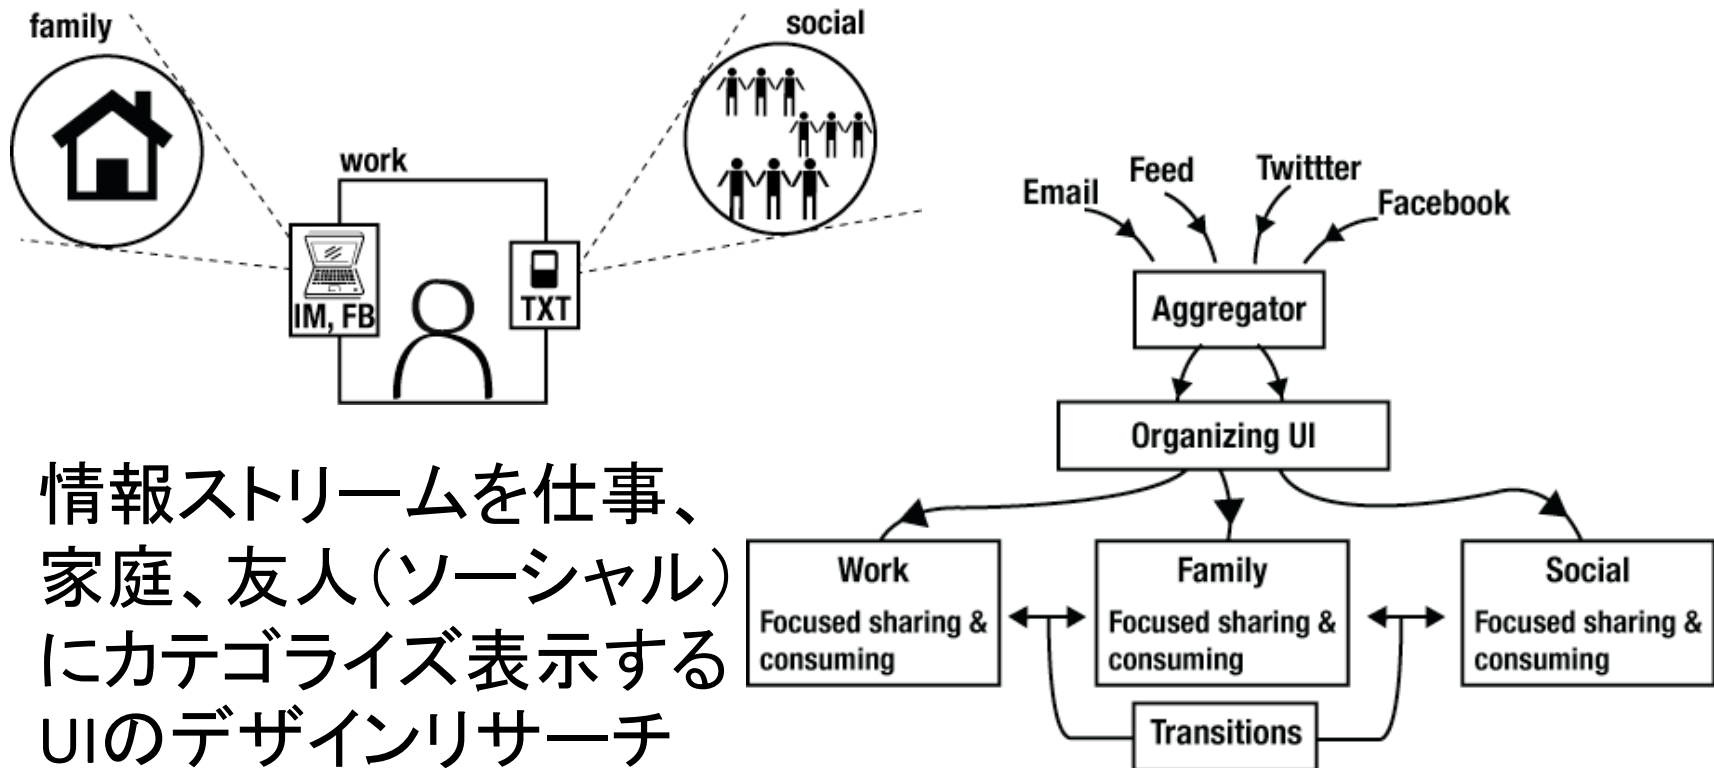 family
social
work
IM, FB
TXT
情報ストリームを仕事、
家庭、友人(ソーシャル)
にカテゴライズ表示する
UIのデザインリサーチ
Email
Feed
Twittter
Facebook
Aggregator
Organizing UI
Work
Focused sharing &
consuming
Family
Focused sharing &
consuming
Social
Focused sharing &
consuming
Transitions